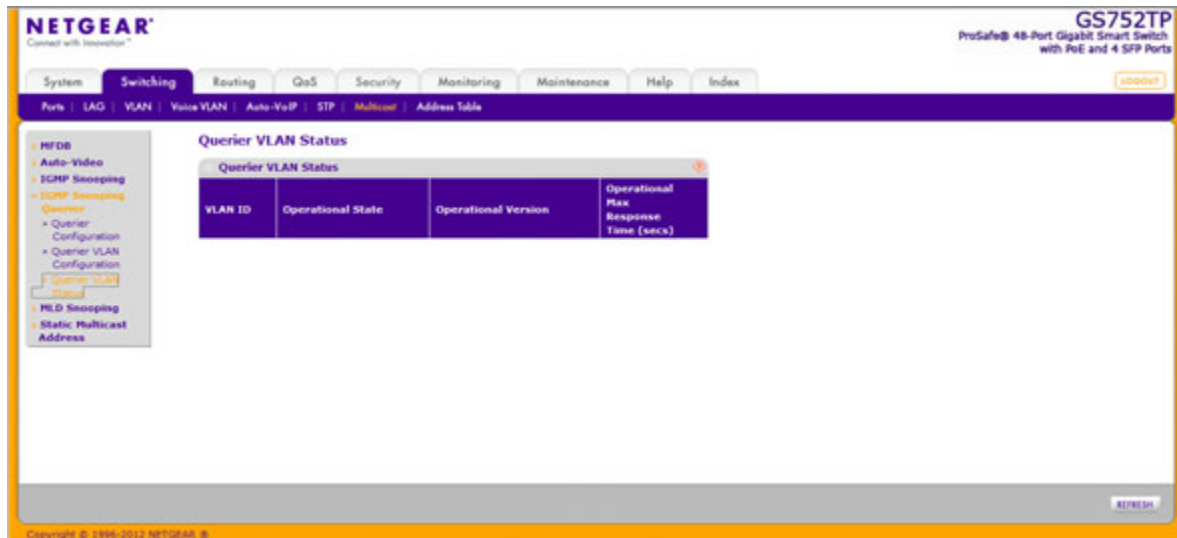 NETGEAR®
Connect with Innovation™
GS752TP
ProSafe® 48-Port Gigabit Smart Switch
with PoE and 4 SFP Ports
System Switching Routing QoS Security Monitoring Maintenance Help Index
LOGOUT
Ports | LAG | VLAN | Voice VLAN | Auto-VoIP | STP | Multicast | Address Table
MFDB
Auto-Video
IGMP Snooping
IGMP Snooping
Querier
» Querier
Configuration
» Querier VLAN
Configuration
» Querier VLAN
Status
MLD Snooping
Static Multicast
Address
Querier VLAN Status
Querier VLAN Status
VLAN ID
Operational State
Operational Version
Operational
Max
Response
Time (secs)
REFRESH
Copyright © 1996-2012 NETGEAR ®